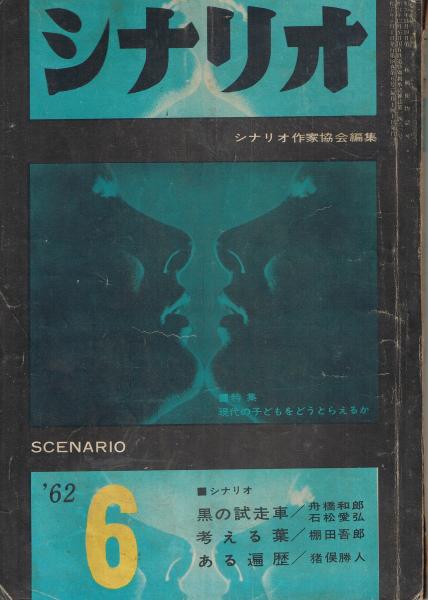 シナリオ
シナリオ作家協会編集
■特集
現代の子どもをどうとらえるか
SCENARIO
'62
6
■シナリオ
黒の試走車／舟橋和郎 石松愛弘
考える葉／棚田吾郎
ある遍歴／猪俣勝人